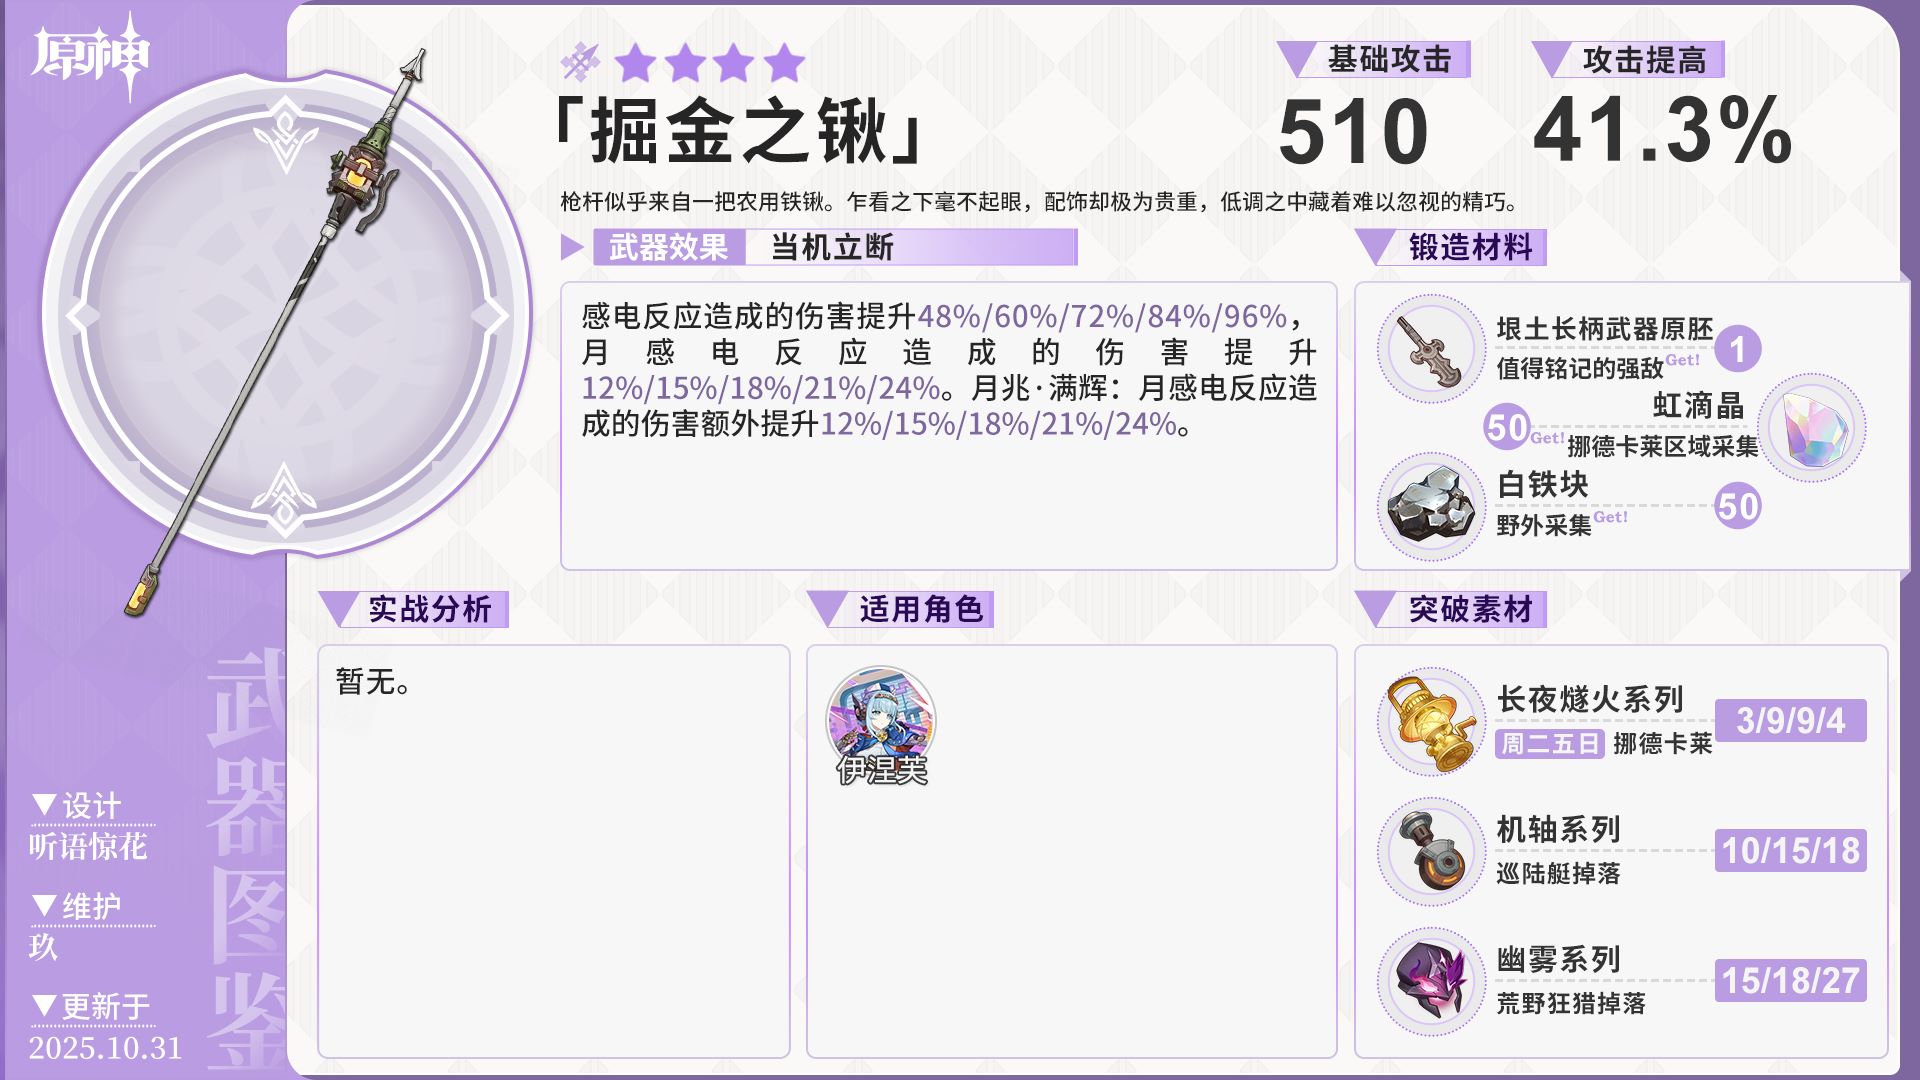 原神
「掘金之锹」
基础攻击
510
攻击提高
41.3%
枪杆似乎来自一把农用铁锹。乍看之下毫不起眼，配饰却极为贵重，低调之中藏着难以忽视的精巧。
武器效果
当机立断
感电反应造成的伤害提升48%/60%/72%/84%/96%，
月感电反应造成的伤害提升
12%/15%/18%/21%/24%。月兆·满辉：月感电反应造
成的伤害额外提升12%/15%/18%/21%/24%。
锻造材料
垠土长柄武器原胚
1
值得铭记的强敌Get!
虹滴晶
50
Get!挪德卡莱区域采集
白铁块
50
野外采集Get!
实战分析
暂无。
适用角色
伊涅芙
突破素材
长夜燧火系列
3/9/9/4
周二五日 挪德卡莱
机轴系列
10/15/18
巡陆艇掉落
幽雾系列
15/18/27
荒野狂猎掉落
武器图鉴
▼设计
听语惊花
▼维护
玖
▼更新于
2025.10.31